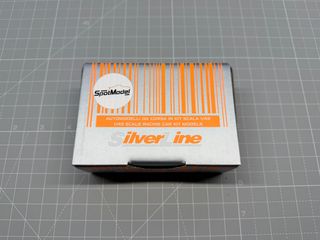 SpotModel
AUTOMODELLI DA CORSA IN KIT SCALA 1/43
1/43 SCALE RACING CAR KIT MODELS
SilverLine